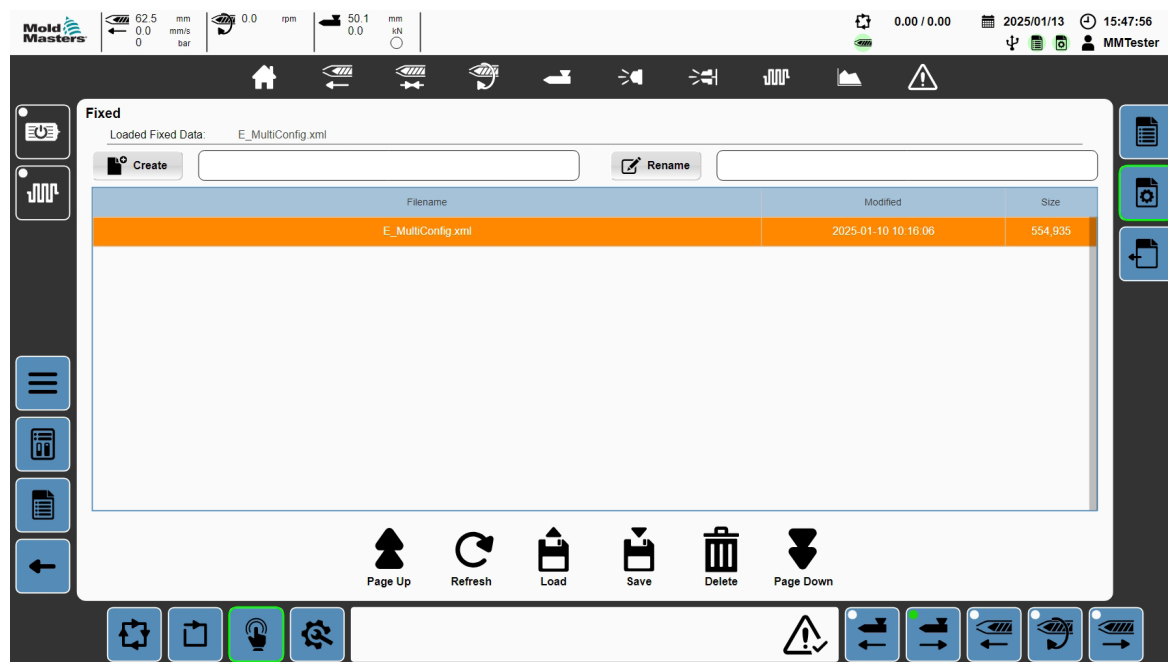 Mold
Masters
62.5 mm
0.0 mm/s
0 bar
0.0 rpm
50.1 mm
0.0 kN
0.00 / 0.00
2025/01/13
15:47:56
MMTester
Fixed
Loaded Fixed Data: E_MultiConfig.xml
Create
Rename
Filename Modified Size
E_MultiConfig.xml 2025-01-10 10:16:06 554,935
Page Up Refresh Load Save Delete Page Down